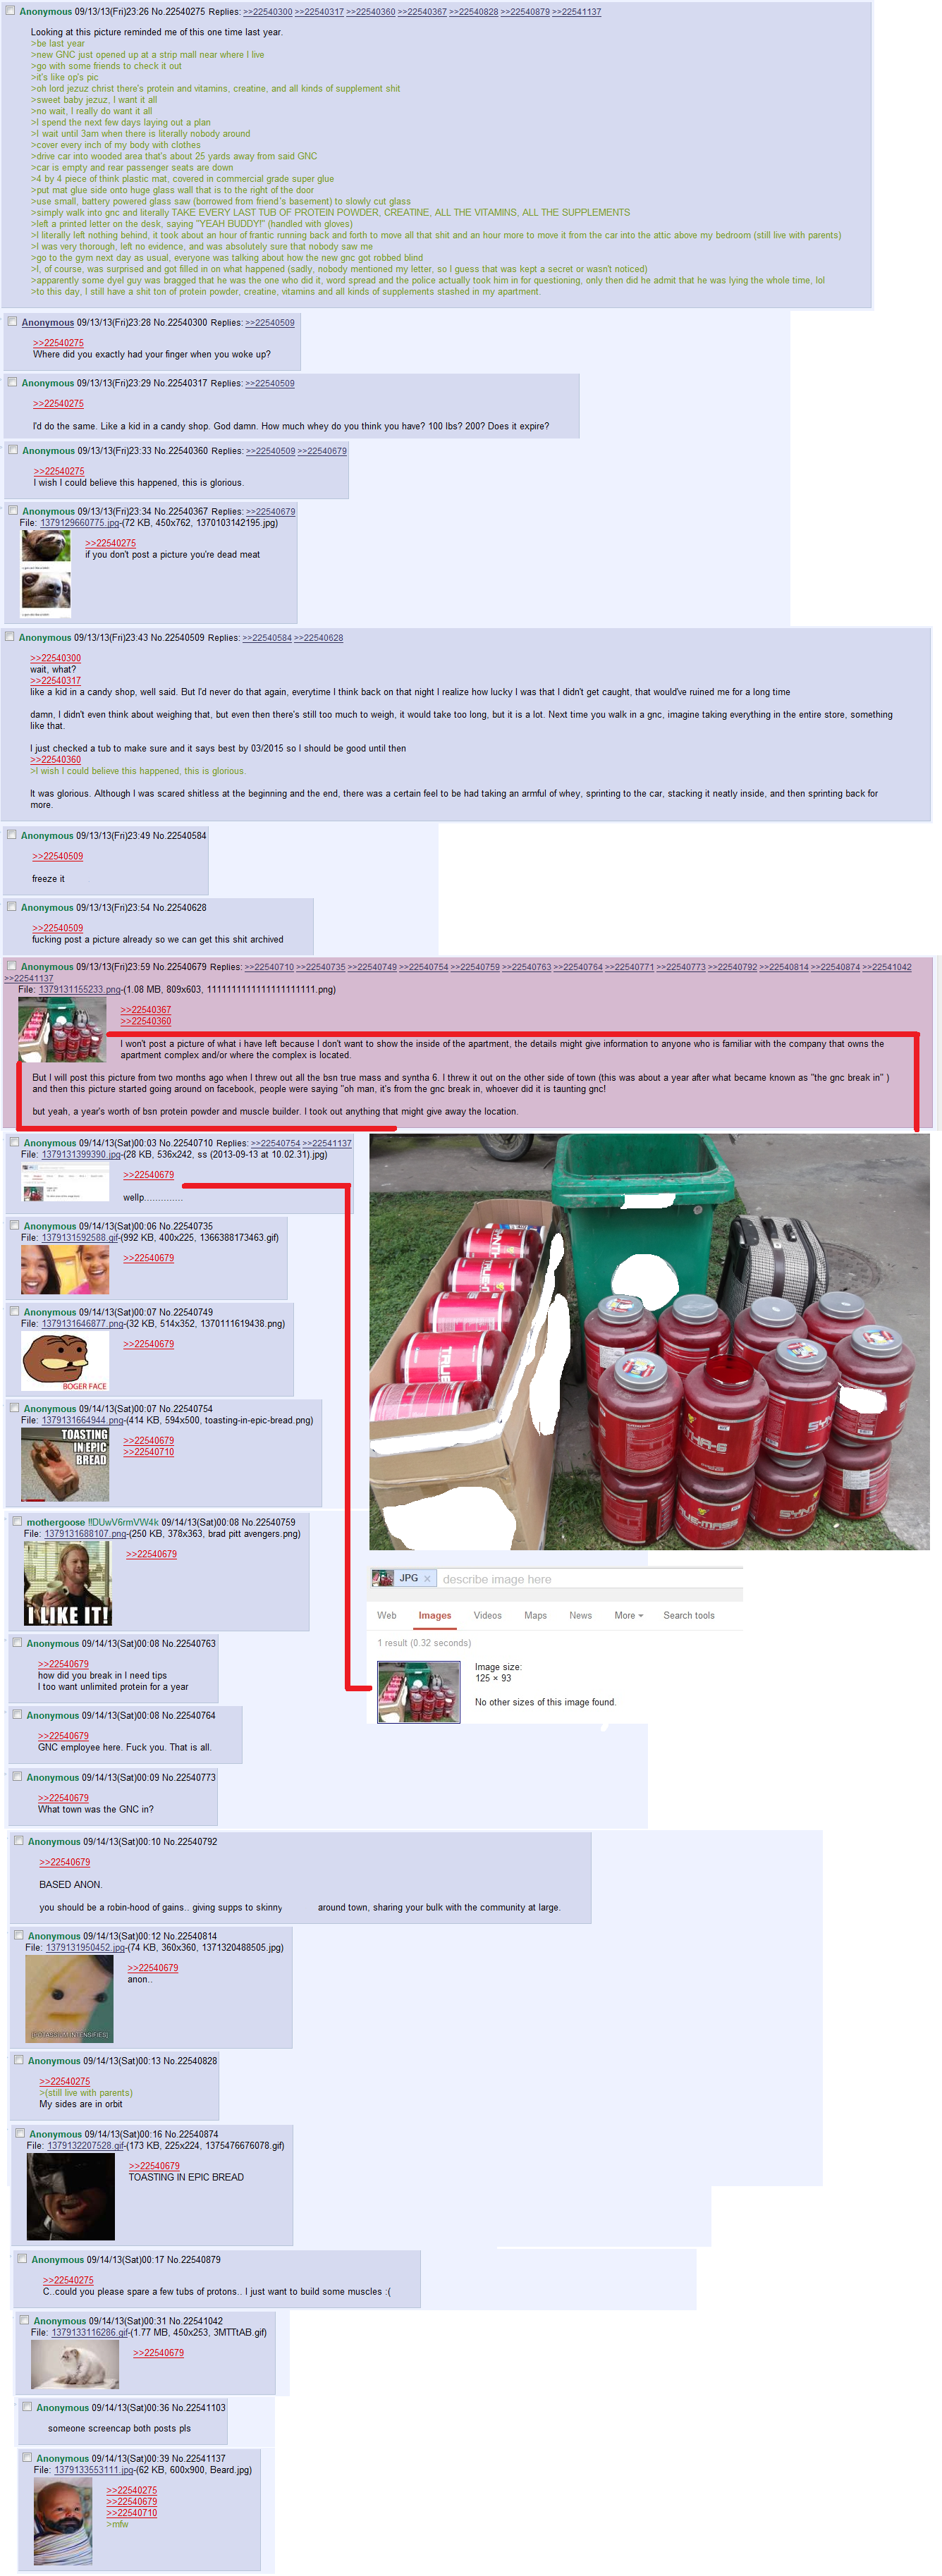 Anonymous 09/13/13(Fri)23:26 No.22540275 Replies: >>22540300 >>22540317 >>22540360 >>22540367 >>22540828 >>22540879 >>22541137
Looking at this picture reminded me of this one time last year.
>be last year
>new GNC just opened up at a strip mall near where I live
>go with some friends to check it out
>it's like op's pic
>oh lord jezuz christ there's protein and vitamins, creatine, and all kinds of supplement shit
>sweet baby jezuz, I want it all
>no wait, I really do want it all
>I spend the next few days laying out a plan
>I wait until 3am when there is literally nobody around
>cover every inch of my body with clothes
>drive car into wooded area that's about 25 yards away from said GNC
>car is empty and rear passenger seats are down
>4 by 4 piece of think plastic mat, covered in commercial grade super glue
>put mat glue side onto huge glass wall that is to the right of the door
>use small, battery powered glass saw (borrowed from friend's basement) to slowly cut glass
>simply walk into gnc and literally TAKE EVERY LAST TUB OF PROTEIN POWDER, CREATINE, ALL THE VITAMINS, ALL THE SUPPLEMENTS
>left a printed letter on the desk, saying "YEAH BUDDY!" (handled with gloves)
>I literally left nothing behind, it took about an hour of frantic running back and forth to move all that shit and an hour more to move it from the car into the attic above my bedroom (still live with parents)
>I was very thorough, left no evidence, and was absolutely sure that nobody saw me
>go to the gym next day as usual, everyone was talking about how the new gnc got robbed blind
>I, of course, was surprised and got filled in on what happened (sadly, nobody mentioned my letter, so I guess that was kept a secret or wasn't noticed)
>apparently some dyel guy was bragged that he was the one who did it, word spread and the police actually took him in for questioning, only then did he admit that he was lying the whole time, lol
>to this day, I still have a shit ton of protein powder, creatine, vitamins and all kinds of supplements stashed in my apartment.
Anonymous 09/13/13(Fri)23:28 No.22540300 Replies: >>22540509
>>22540275
Where did you exactly had your finger when you woke up?
Anonymous 09/13/13(Fri)23:29 No.22540317 Replies: >>22540509
>>22540275
I'd do the same. Like a kid in a candy shop. God damn. How much whey do you think you have? 100 lbs? 200? Does it expire?
Anonymous 09/13/13(Fri)23:33 No.22540360 Replies: >>22540509 >>22540679
>>22540275
I wish I could believe this happened, this is glorious.
Anonymous 09/13/13(Fri)23:34 No.22540367 Replies: >>22540679
File: 1379129660775.jpg-(72 KB, 450x762, 1370103142195.jpg)
>>22540275
if you don't post a picture you're dead meat
Anonymous 09/13/13(Fri)23:43 No.22540509 Replies: >>22540584 >>22540628
>>22540300
wait, what?
>>22540317
like a kid in a candy shop, well said. But I'd never do that again, everytime I think back on that night I realize how lucky I was that I didn't get caught, that would've ruined me for a long time
damn, I didn't even think about weighing that, but even then there's still too much to weigh, it would take too long, but it is a lot. Next time you walk in a gnc, imagine taking everything in the entire store, something
like that.
I just checked a tub to make sure and it says best by 03/2015 so I should be good until then
>>22540360
>I wish I could believe this happened, this is glorious.
It was glorious. Although I was scared shitless at the beginning and the end, there was a certain feel to be had taking an armful of whey, sprinting to the car, stacking it neatly inside, and then sprinting back for
more.
Anonymous 09/13/13(Fri)23:49 No.22540584
>>22540509
freeze it
Anonymous 09/13/13(Fri)23:54 No.22540628
>>22540509
fucking post a picture already so we can get this shit archived
Anonymous 09/13/13(Fri)23:59 No.22540679 Replies: >>22540710 >>22540735 >>22540749 >>22540754 >>22540759 >>22540763 >>22540764 >>22540771 >>22540773 >>22540792 >>22540814 >>22540874 >>22541042
>>22541137
File: 1379131155233.png-(1.08 MB, 809x603, 1111111111111111111111.png)
>>22540367
>>22540360
I won't post a picture of what i have left because I don't want to show the inside of the apartment, the details might give information to anyone who is familiar with the company that owns the
apartment complex and/or where the complex is located.
But I will post this picture from two months ago when I threw out all the bsn true mass and syntha 6. I threw it out on the other side of town (this was about a year after what became known as "the gnc break in" )
and then this picture started going around on facebook, people were saying "oh man, it's from the gnc break in, whoever did it is taunting gnc!
but yeah, a year's worth of bsn protein powder and muscle builder. I took out anything that might give away the location.
Anonymous 09/14/13(Sat)00:03 No.22540710 Replies: >>22540754 >>22541137
File: 1379131399390.jpg-(28 KB, 536x242, ss (2013-09-13 at 10.02.31).jpg)
>>22540679
wellp..............
Anonymous 09/14/13(Sat)00:06 No.22540735
File: 1379131592588.gif-(992 KB, 400x225, 1366388173463.gif)
>>22540679
Anonymous 09/14/13(Sat)00:07 No.22540749
File: 1379131646877.png-(32 KB, 514x352, 1370111619438.png)
>>22540679
BOGER FACE
Anonymous 09/14/13(Sat)00:07 No.22540754
File: 1379131664944.png-(414 KB, 594x500, toasting-in-epic-bread.png)
TOASTING
IN EPIC
BREAD
>>22540679
>>22540710
mothergoose !!DUwV6rmVW4k 09/14/13(Sat)00:08 No.22540759
File: 1379131688107.png-(250 KB, 378x363, brad pitt avengers.png)
>>22540679
I LIKE IT!
JPG × describe image here
Web Images Videos Maps News More Search tools
1 result (0.32 seconds)
Image size:
125 × 93
No other sizes of this image found.
Anonymous 09/14/13(Sat)00:08 No.22540763
>>22540679
how did you break in I need tips
I too want unlimited protein for a year
Anonymous 09/14/13(Sat)00:08 No.22540764
>>22540679
GNC employee here. Fuck you. That is all.
Anonymous 09/14/13(Sat)00:09 No.22540773
>>22540679
What town was the GNC in?
Anonymous 09/14/13(Sat)00:10 No.22540792
>>22540679
BASED ANON.
you should be a robin-hood of gains.. giving supps to skinny around town, sharing your bulk with the community at large.
Anonymous 09/14/13(Sat)00:12 No.22540814
File: 1379131950452.jpg-(74 KB, 360x360, 1371320488505.jpg)
>>22540679
anon..
[POTASSIUM INTENSIFIES]
Anonymous 09/14/13(Sat)00:13 No.22540828
>>22540275
>(still live with parents)
My sides are in orbit
Anonymous 09/14/13(Sat)00:16 No.22540874
File: 1379132207528.gif-(173 KB, 225x224, 1375476676078.gif)
>>22540679
TOASTING IN EPIC BREAD
Anonymous 09/14/13(Sat)00:17 No.22540879
>>22540275
C..could you please spare a few tubs of protons.. I just want to build some muscles :(
Anonymous 09/14/13(Sat)00:31 No.22541042
File: 1379133116286.gif-(1.77 MB, 450x253, 3MTTtAB.gif)
>>22540679
Anonymous 09/14/13(Sat)00:36 No.22541103
someone screencap both posts pls
Anonymous 09/14/13(Sat)00:39 No.22541137
File: 1379133553111.jpg-(62 KB, 600x900, Beard.jpg)
>>22540275
>>22540679
>>22540710
>mfw